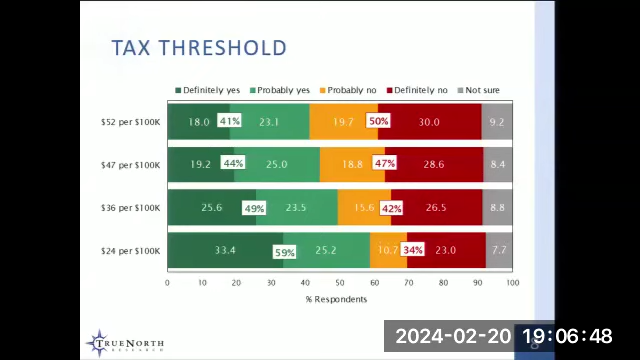 TAX THRESHOLD
Definitely yes Probably yes Probably no Definitely no Not sure
$52 per $100K 18.0 41% 23.1 19.7 50% 30.0 9.2
$47 per $100K 19.2 44% 25.0 18.8 47% 28.6 8.4
$36 per $100K 25.6 49% 23.5 15.6 42% 26.5 8.8
$24 per $100K 33.4 59% 25.2 10.7 34% 23.0 7.7
0 10 20 30 40 50 60 70 80 90 100
% Respondents
TRUENORTH
RESEARCH
2024-02-20 19:06:48